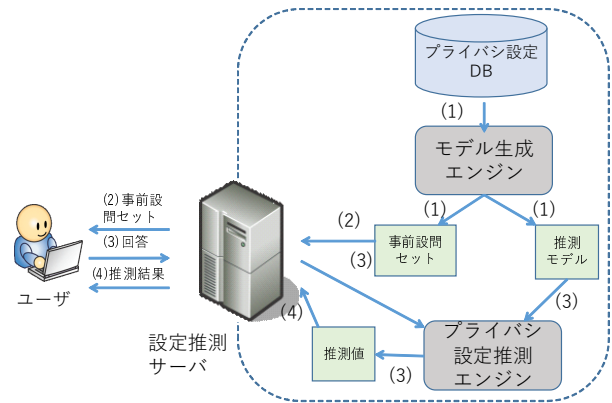 プライバシ設定
DB
(1)
モデル生成
エンジン
(1)
(1)
(2)事前設
問セット
(3)回答
(4)推測結果
ユーザ
(2)
(3)
事前設問
セット
推測
モデル
(3)
設定推測
サーバ
(4)
推測値
(3)
プライバシ
設定推測
エンジン